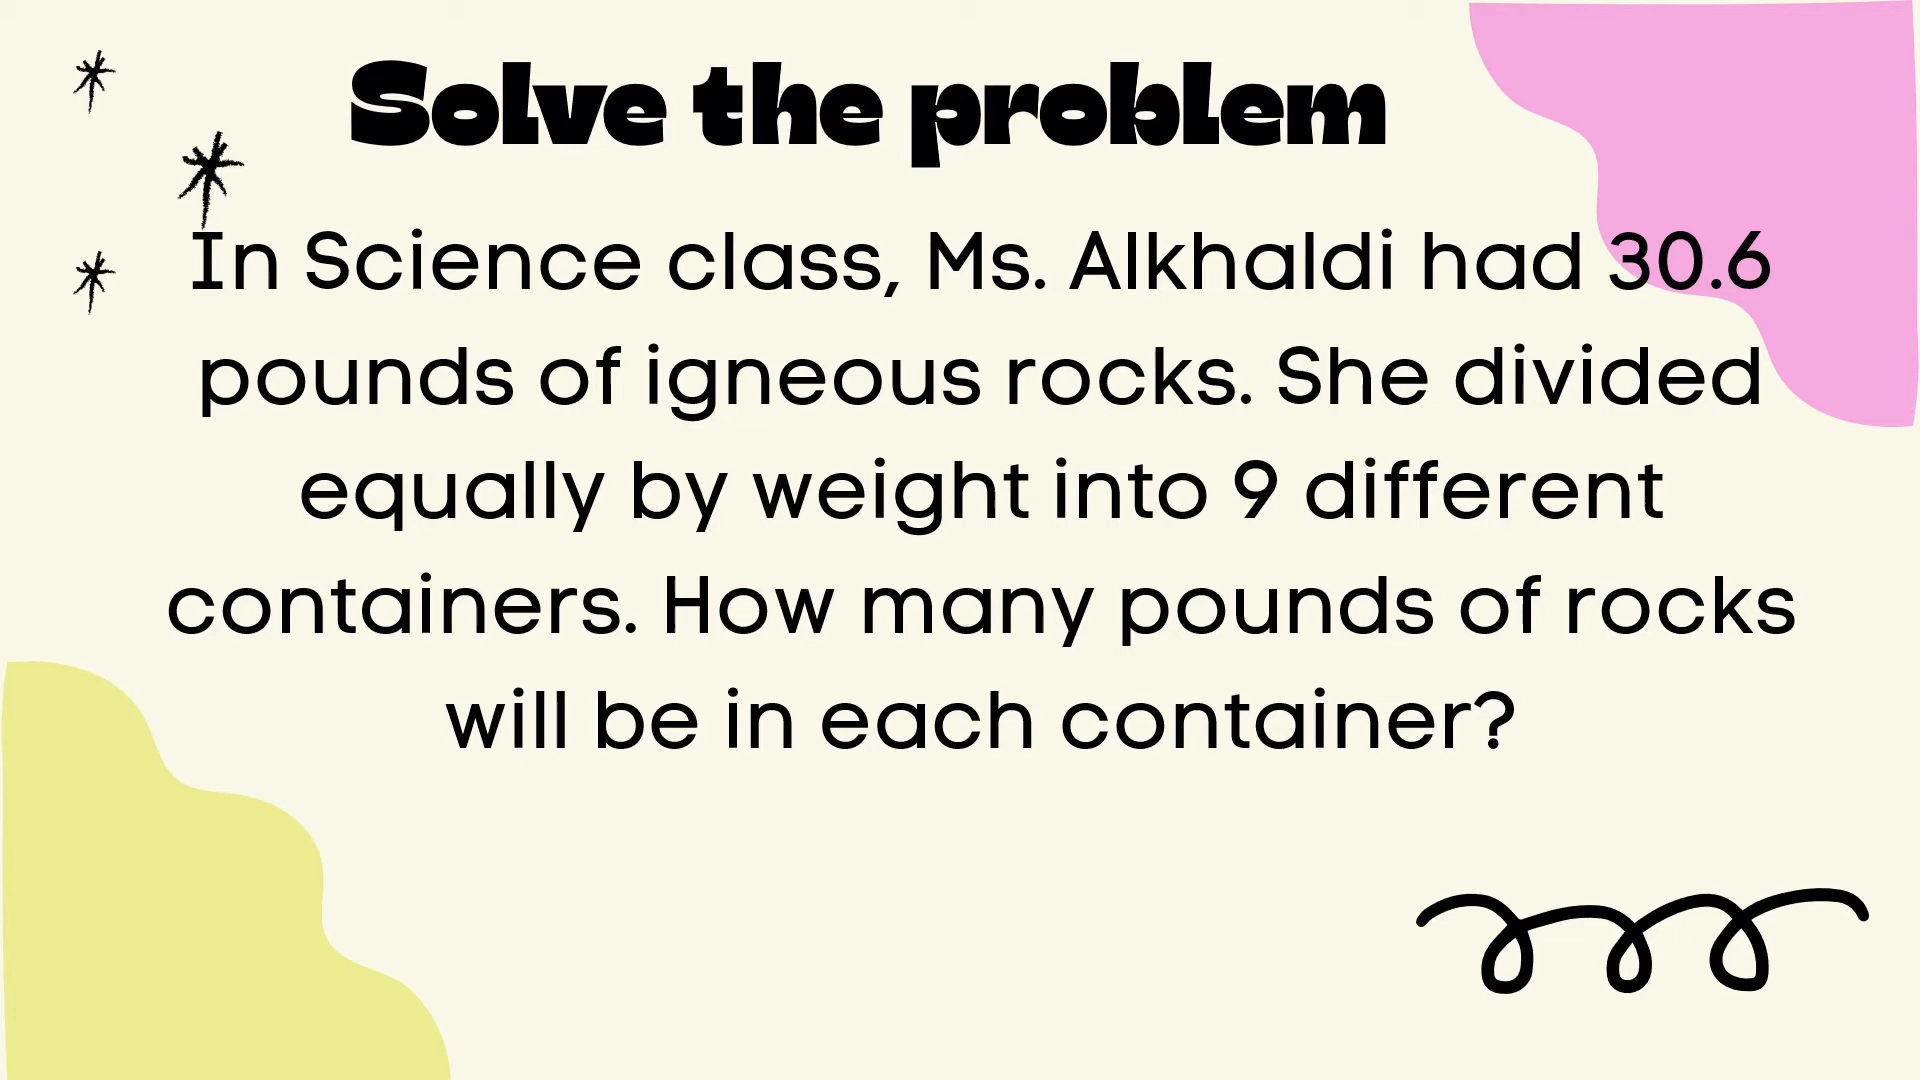 Solve the problem
In Science class, Ms. Alkhaldi had 30.6
pounds of igneous rocks. She divided
equally by weight into 9 different
containers. How many pounds of rocks
will be in each container?